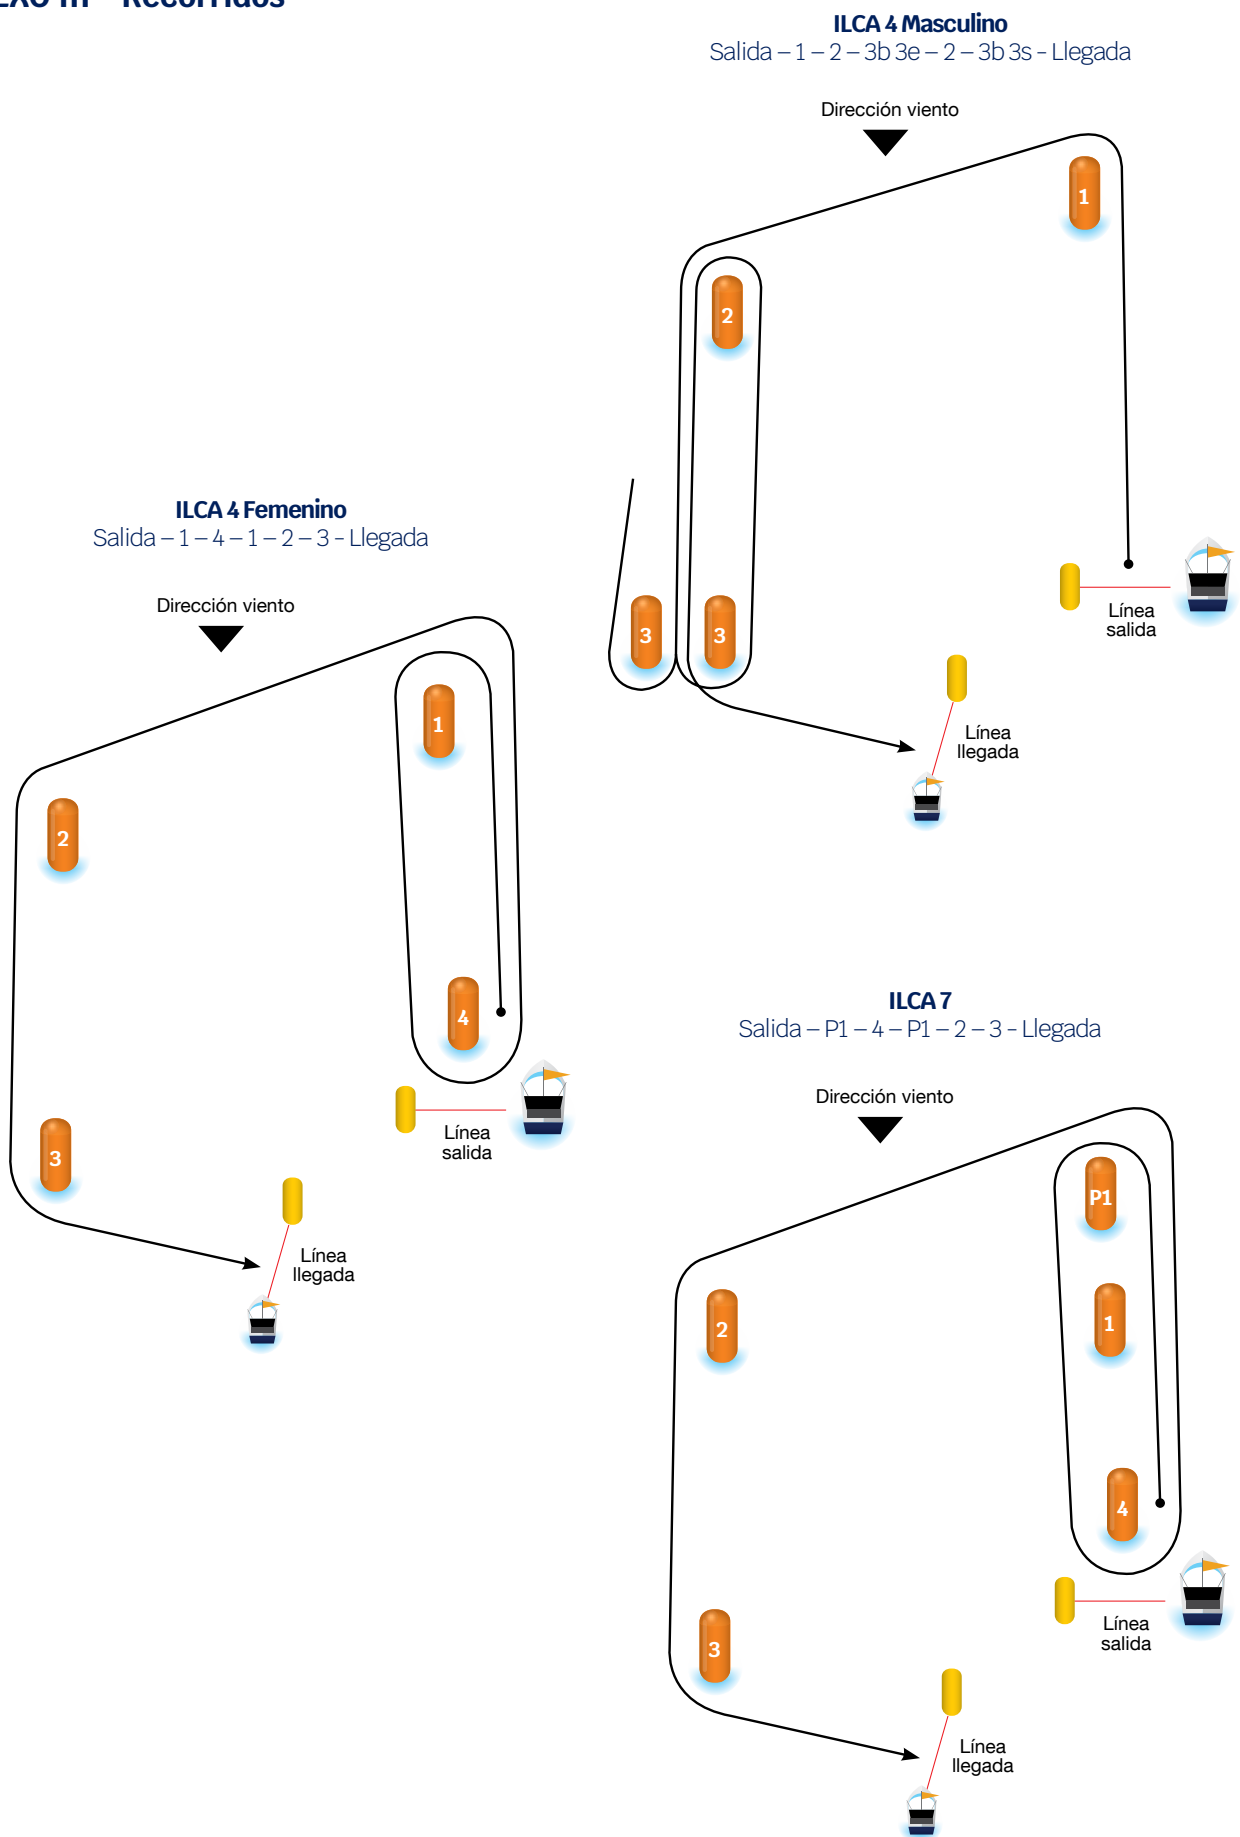 Recorridos
ILCA 4 Masculino
Salida – 1 – 2 – 3b 3e – 2 – 3b 3s - Llegada
Dirección viento
1
2
3
3
Línea
salida
Línea
llegada
ILCA 4 Femenino
Salida – 1 – 4 – 1 – 2 – 3 - Llegada
Dirección viento
1
2
4
3
Línea
salida
Línea
llegada
ILCA 7
Salida – P1 – 4 – P1 – 2 – 3 - Llegada
Dirección viento
P1
1
2
4
3
Línea
salida
Línea
llegada